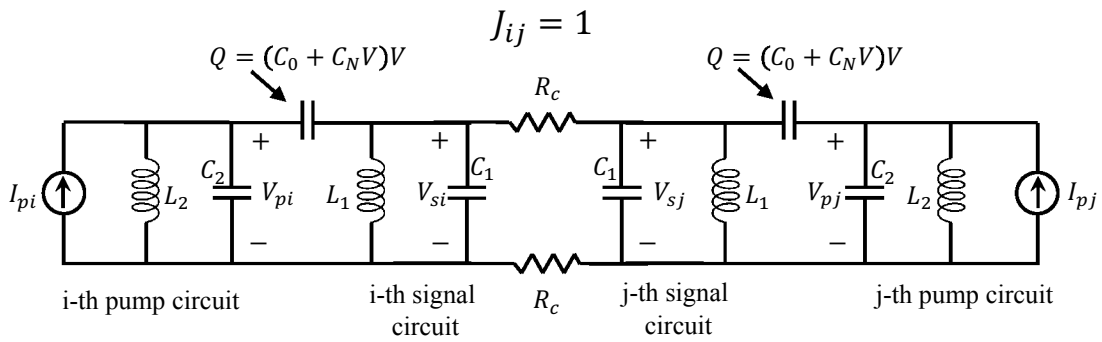 J_{ij} = 1
Q = (C_0 + C_N V)V
Q = (C_0 + C_N V)V
R_c
I_{pi}
L_2
C_2
+
V_{pi}
−
L_1
+
V_{si}
−
C_1
C_1
+
V_{sj}
−
L_1
+
V_{pj}
−
C_2
L_2
I_{pj}
R_c
i-th pump circuit
i-th signal
circuit
j-th signal
circuit
j-th pump circuit